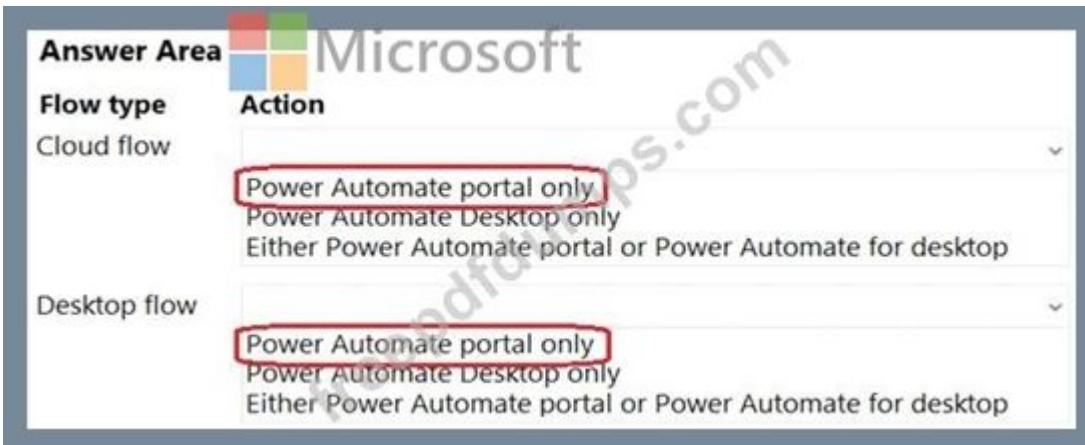 Microsoft
Answer Area
Flow type Action
Cloud flow
Power Automate portal only
Power Automate Desktop only
Either Power Automate portal or Power Automate for desktop
Desktop flow
Power Automate portal only
Power Automate Desktop only
Either Power Automate portal or Power Automate for desktop
freepdfdumps.com